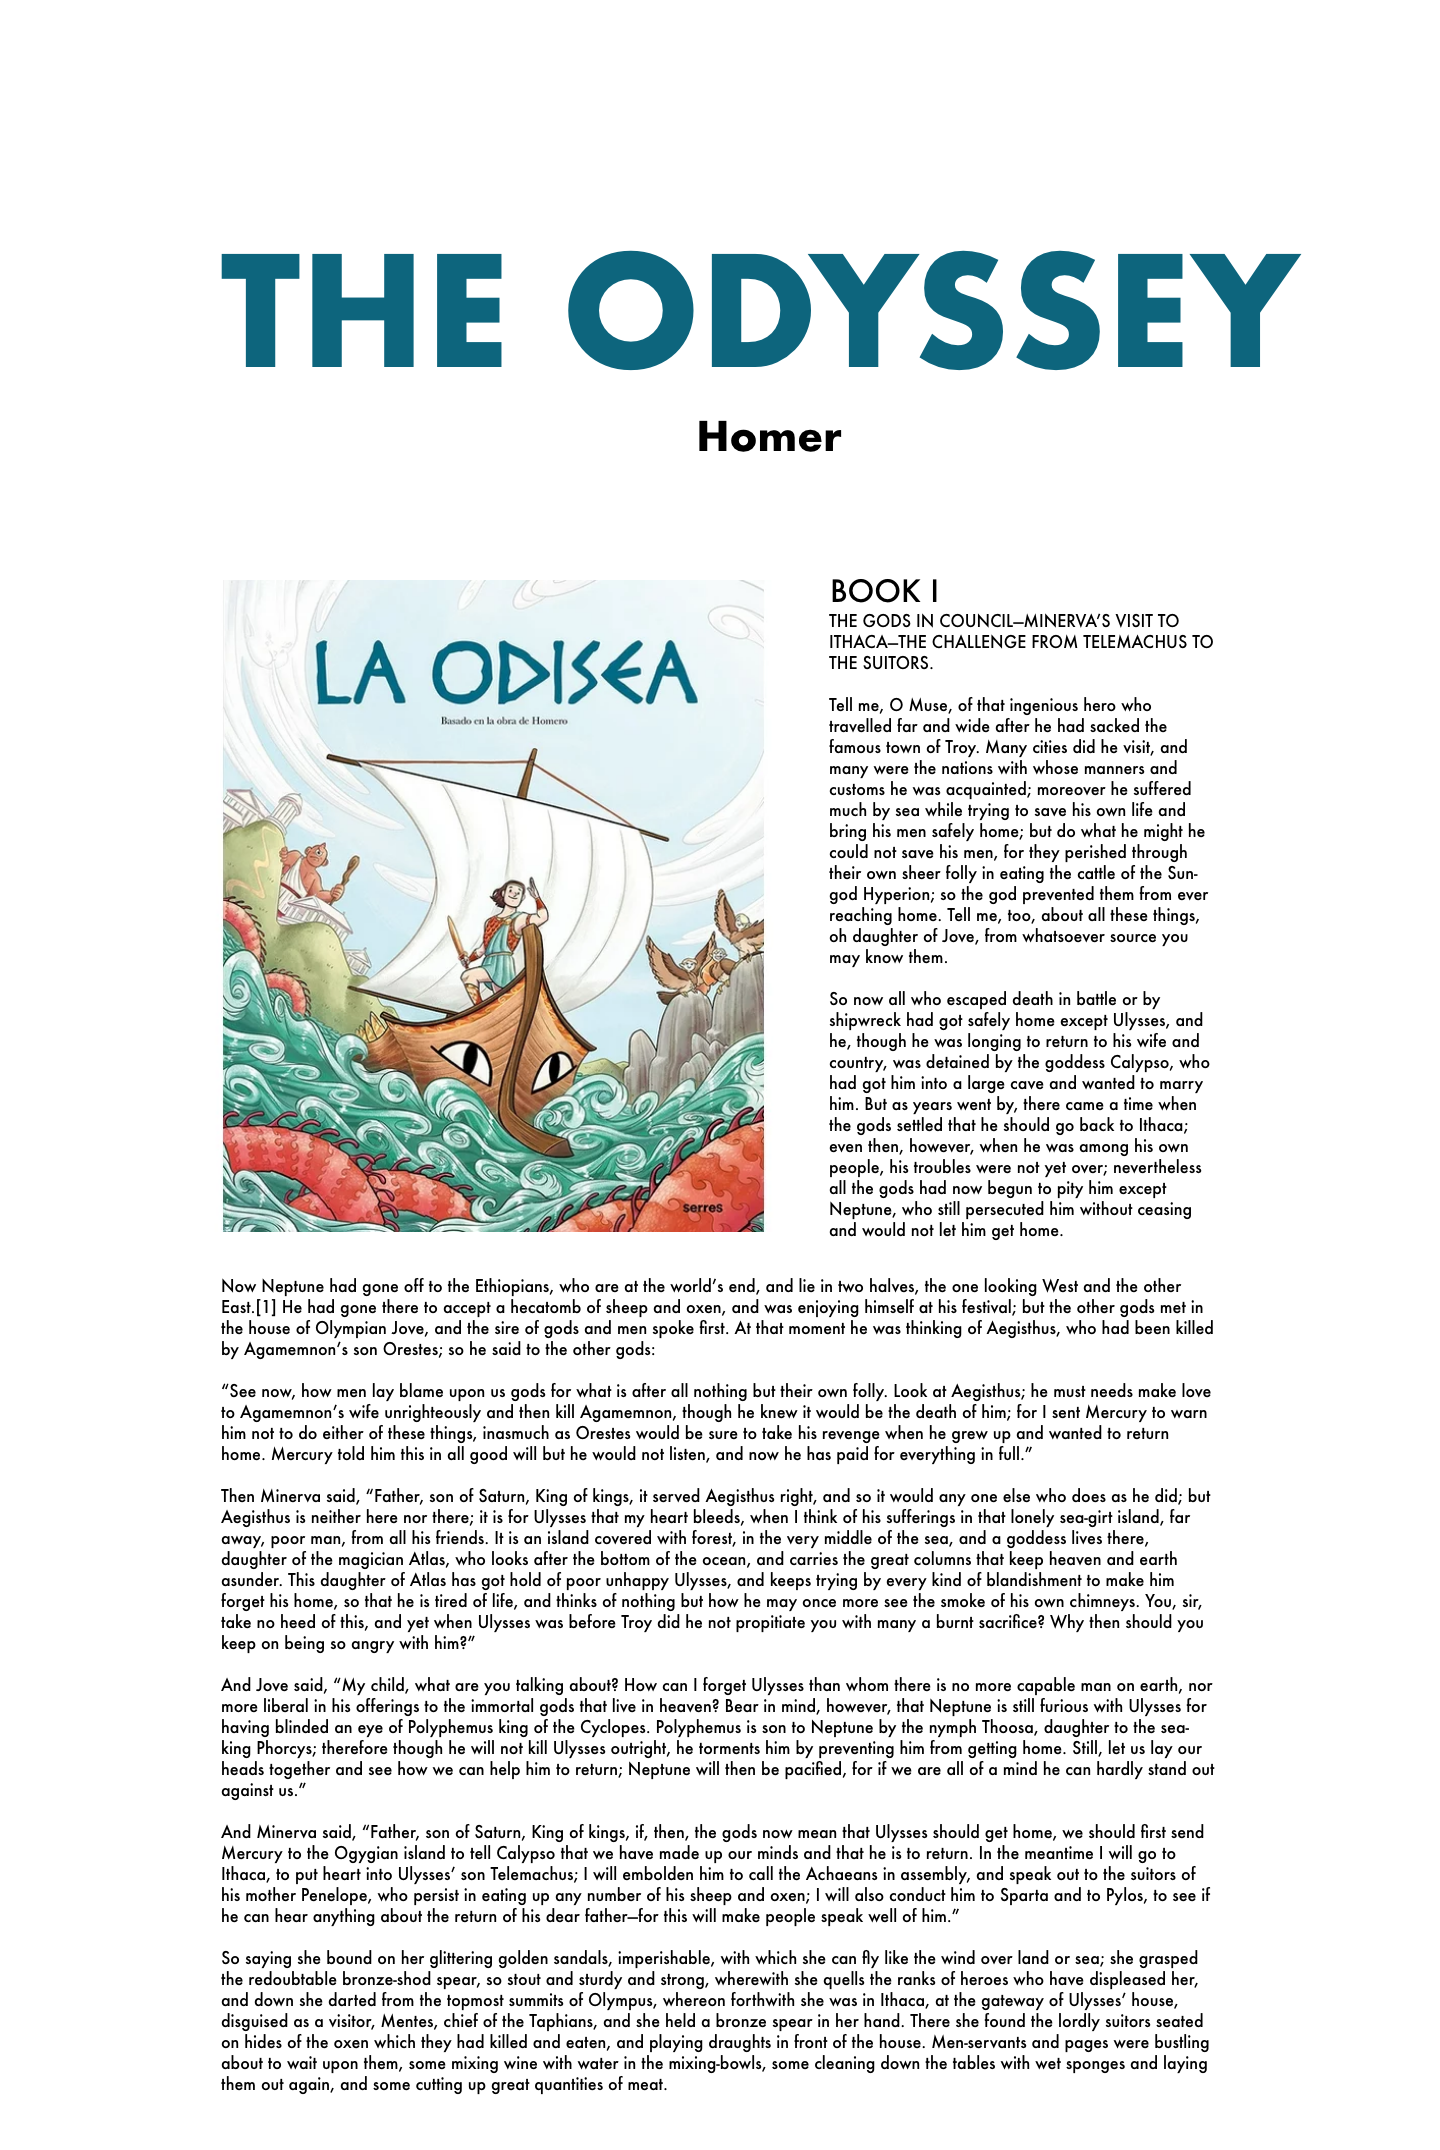 THE ODYSSEY
Homer
LA ODISEA
Basado en la obra de Homero
serres
BOOK I
THE GODS IN COUNCIL—MINERVA’S VISIT TO
ITHACA—THE CHALLENGE FROM TELEMACHUS TO
THE SUITORS.
Tell me, O Muse, of that ingenious hero who
travelled far and wide after he had sacked the
famous town of Troy. Many cities did he visit, and
many were the nations with whose manners and
customs he was acquainted; moreover he suffered
much by sea while trying to save his own life and
bring his men safely home; but do what he might he
could not save his men, for they perished through
their own sheer folly in eating the cattle of the Sun-
god Hyperion; so the god prevented them from ever
reaching home. Tell me, too, about all these things,
oh daughter of Jove, from whatsoever source you
may know them.
So now all who escaped death in battle or by
shipwreck had got safely home except Ulysses, and
he, though he was longing to return to his wife and
country, was detained by the goddess Calypso, who
had got him into a large cave and wanted to marry
him. But as years went by, there came a time when
the gods settled that he should go back to Ithaca;
even then, however, when he was among his own
people, his troubles were not yet over; nevertheless
all the gods had now begun to pity him except
Neptune, who still persecuted him without ceasing
and would not let him get home.
Now Neptune had gone off to the Ethiopians, who are at the world’s end, and lie in two halves, the one looking West and the other
East.[1] He had gone there to accept a hecatomb of sheep and oxen, and was enjoying himself at his festival; but the other gods met in
the house of Olympian Jove, and the sire of gods and men spoke first. At that moment he was thinking of Aegisthus, who had been killed
by Agamemnon’s son Orestes; so he said to the other gods:
“See now, how men lay blame upon us gods for what is after all nothing but their own folly. Look at Aegisthus; he must needs make love
to Agamemnon’s wife unrighteously and then kill Agamemnon, though he knew it would be the death of him; for I sent Mercury to warn
him not to do either of these things, inasmuch as Orestes would be sure to take his revenge when he grew up and wanted to return
home. Mercury told him this in all good will but he would not listen, and now he has paid for everything in full.”
Then Minerva said, “Father, son of Saturn, King of kings, it served Aegisthus right, and so it would any one else who does as he did; but
Aegisthus is neither here nor there; it is for Ulysses that my heart bleeds, when I think of his sufferings in that lonely sea-girt island, far
away, poor man, from all his friends. It is an island covered with forest, in the very middle of the sea, and a goddess lives there,
daughter of the magician Atlas, who looks after the bottom of the ocean, and carries the great columns that keep heaven and earth
asunder. This daughter of Atlas has got hold of poor unhappy Ulysses, and keeps trying by every kind of blandishment to make him
forget his home, so that he is tired of life, and thinks of nothing but how he may once more see the smoke of his own chimneys. You, sir,
take no heed of this, and yet when Ulysses was before Troy did he not propitiate you with many a burnt sacrifice? Why then should you
keep on being so angry with him?”
And Jove said, “My child, what are you talking about? How can I forget Ulysses than whom there is no more capable man on earth, nor
more liberal in his offerings to the immortal gods that live in heaven? Bear in mind, however, that Neptune is still furious with Ulysses for
having blinded an eye of Polyphemus king of the Cyclopes. Polyphemus is son to Neptune by the nymph Thoosa, daughter to the sea-
king Phorcys; therefore though he will not kill Ulysses outright, he torments him by preventing him from getting home. Still, let us lay our
heads together and see how we can help him to return; Neptune will then be pacified, for if we are all of a mind he can hardly stand out
against us.”
And Minerva said, “Father, son of Saturn, King of kings, if, then, the gods now mean that Ulysses should get home, we should first send
Mercury to the Ogygian island to tell Calypso that we have made up our minds and that he is to return. In the meantime I will go to
Ithaca, to put heart into Ulysses’ son Telemachus; I will embolden him to call the Achaeans in assembly, and speak out to the suitors of
his mother Penelope, who persist in eating up any number of his sheep and oxen; I will also conduct him to Sparta and to Pylos, to see if
he can hear anything about the return of his dear father—for this will make people speak well of him.”
So saying she bound on her glittering golden sandals, imperishable, with which she can fly like the wind over land or sea; she grasped
the redoubtable bronze-shod spear, so stout and sturdy and strong, wherewith she quells the ranks of heroes who have displeased her,
and down she darted from the topmost summits of Olympus, whereon forthwith she was in Ithaca, at the gateway of Ulysses’ house,
disguised as a visitor, Mentes, chief of the Taphians, and she held a bronze spear in her hand. There she found the lordly suitors seated
on hides of the oxen which they had killed and eaten, and playing draughts in front of the house. Men-servants and pages were bustling
about to wait upon them, some mixing wine with water in the mixing-bowls, some cleaning down the tables with wet sponges and laying
them out again, and some cutting up great quantities of meat.